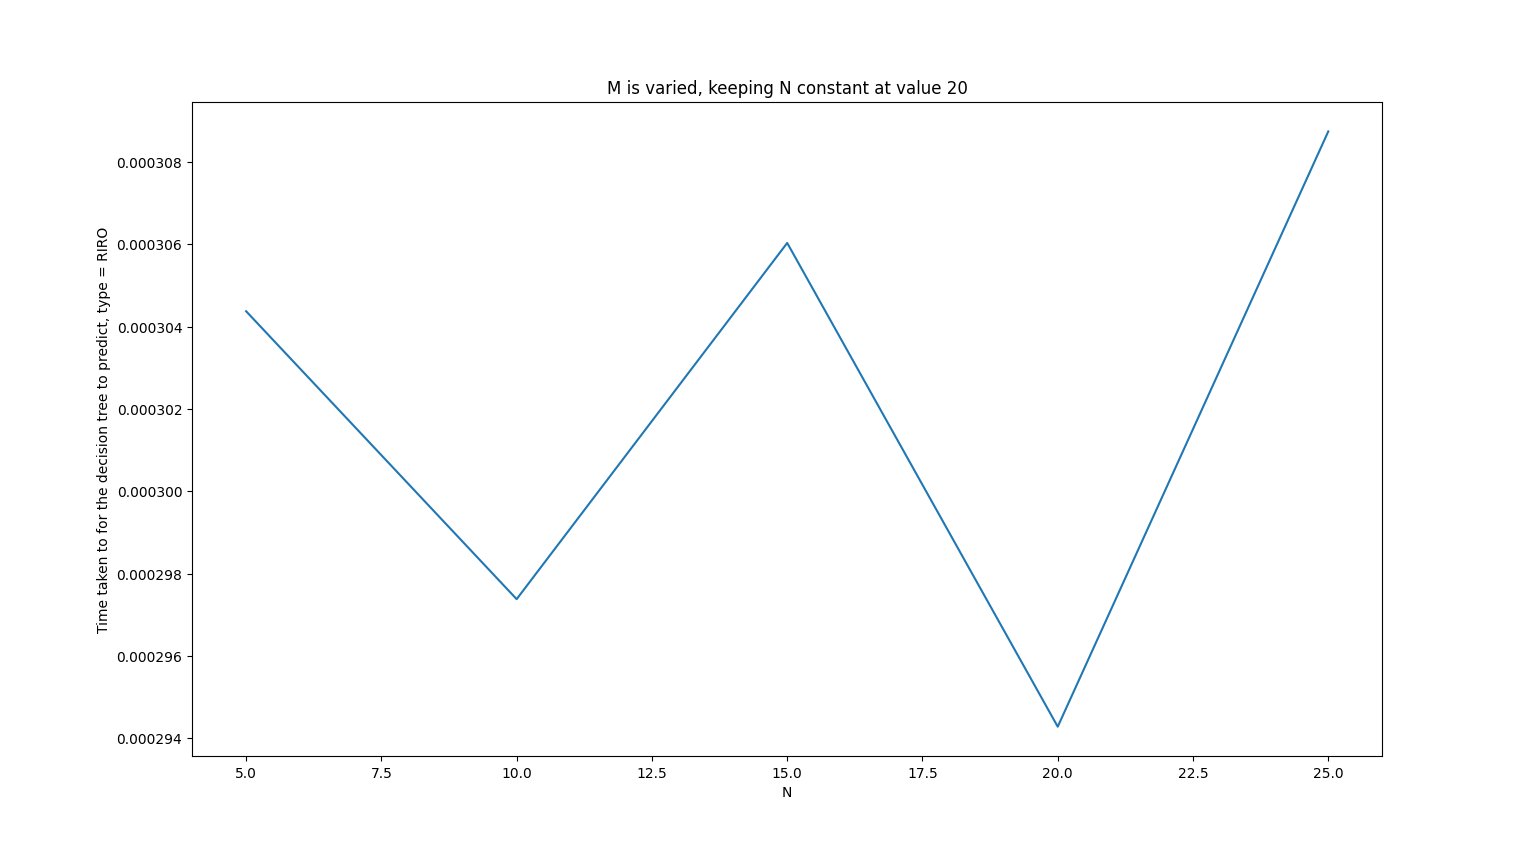 M is varied, keeping N constant at value 20
Time taken to for the decision tree to predict, type = RIRO
0.000308
0.000306
0.000304
0.000302
0.000300
0.000298
0.000296
0.000294
5.0 7.5 10.0 12.5 15.0 17.5 20.0 22.5 25.0
N